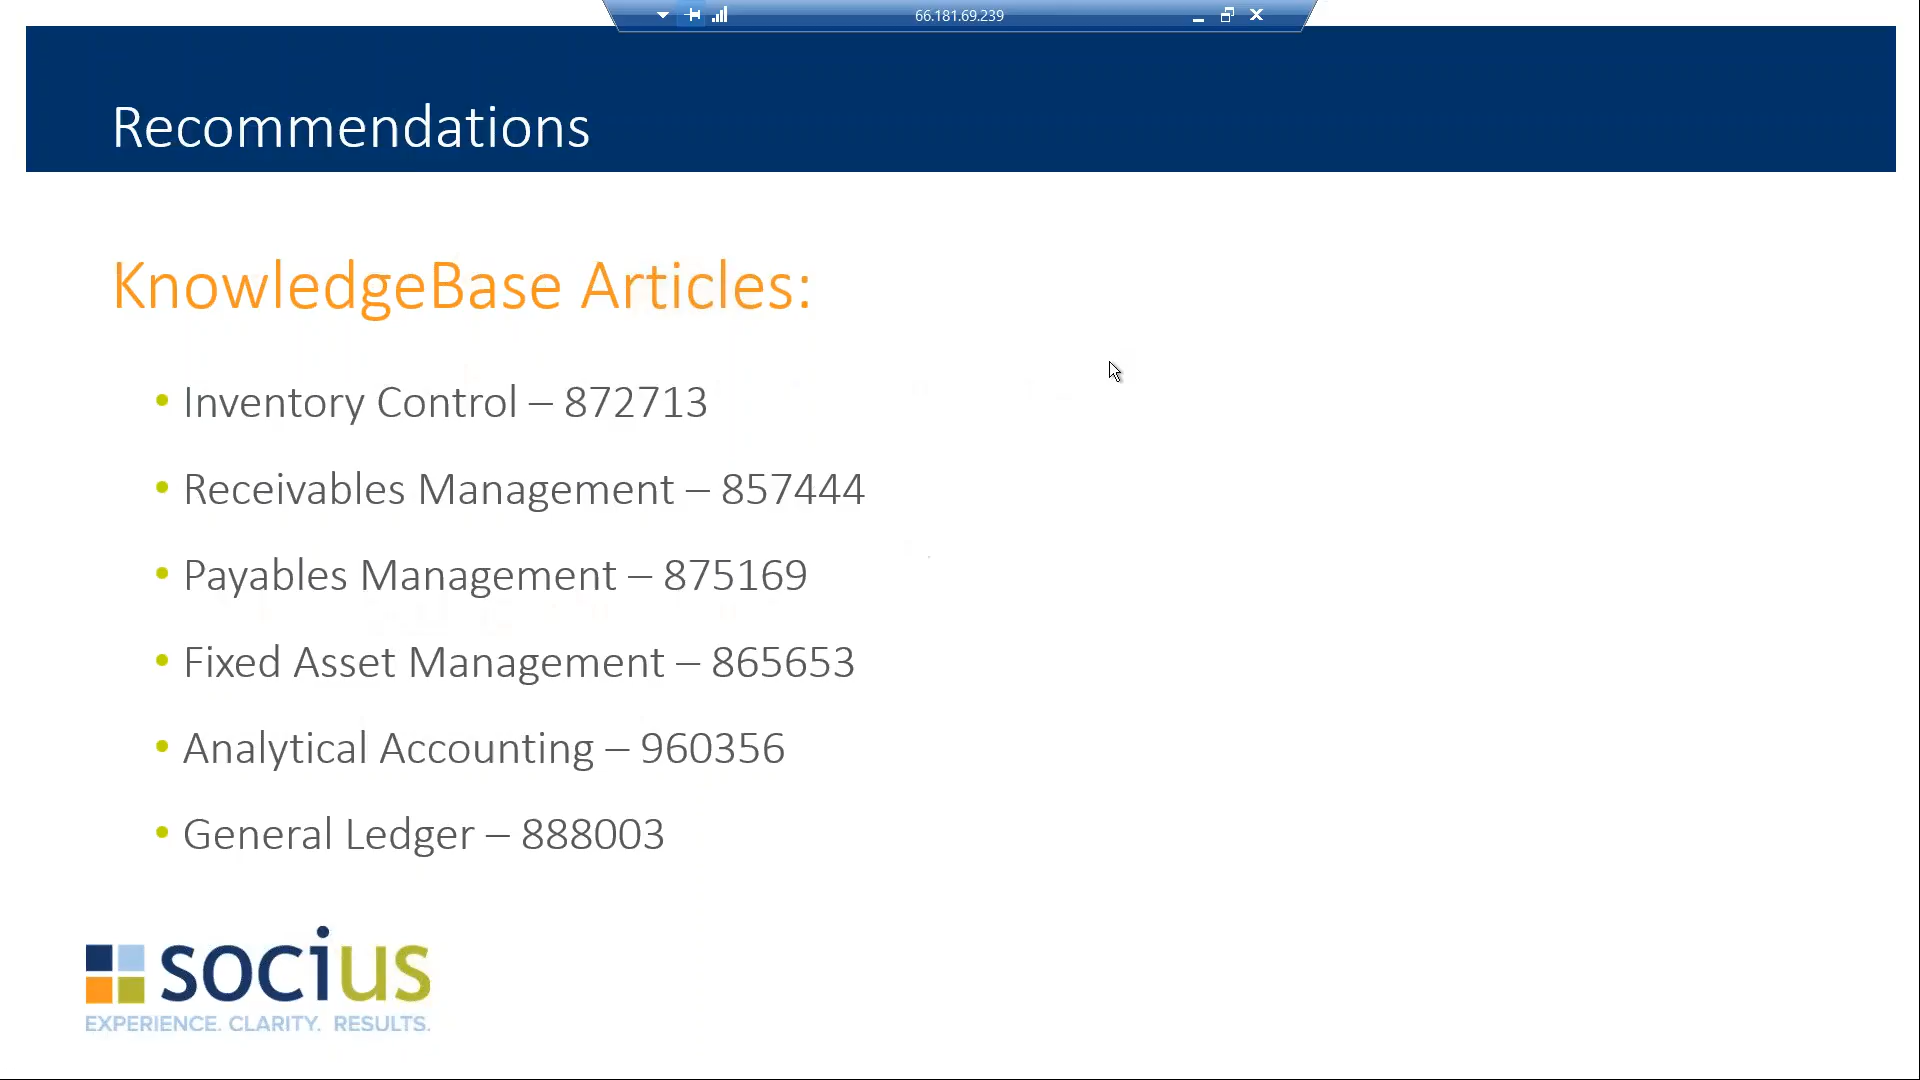 66.181.69.239
Recommendations
KnowledgeBase Articles:
• Inventory Control – 872713
• Receivables Management – 857444
• Payables Management – 875169
• Fixed Asset Management – 865653
• Analytical Accounting – 960356
• General Ledger – 888003
socius
EXPERIENCE. CLARITY. RESULTS.